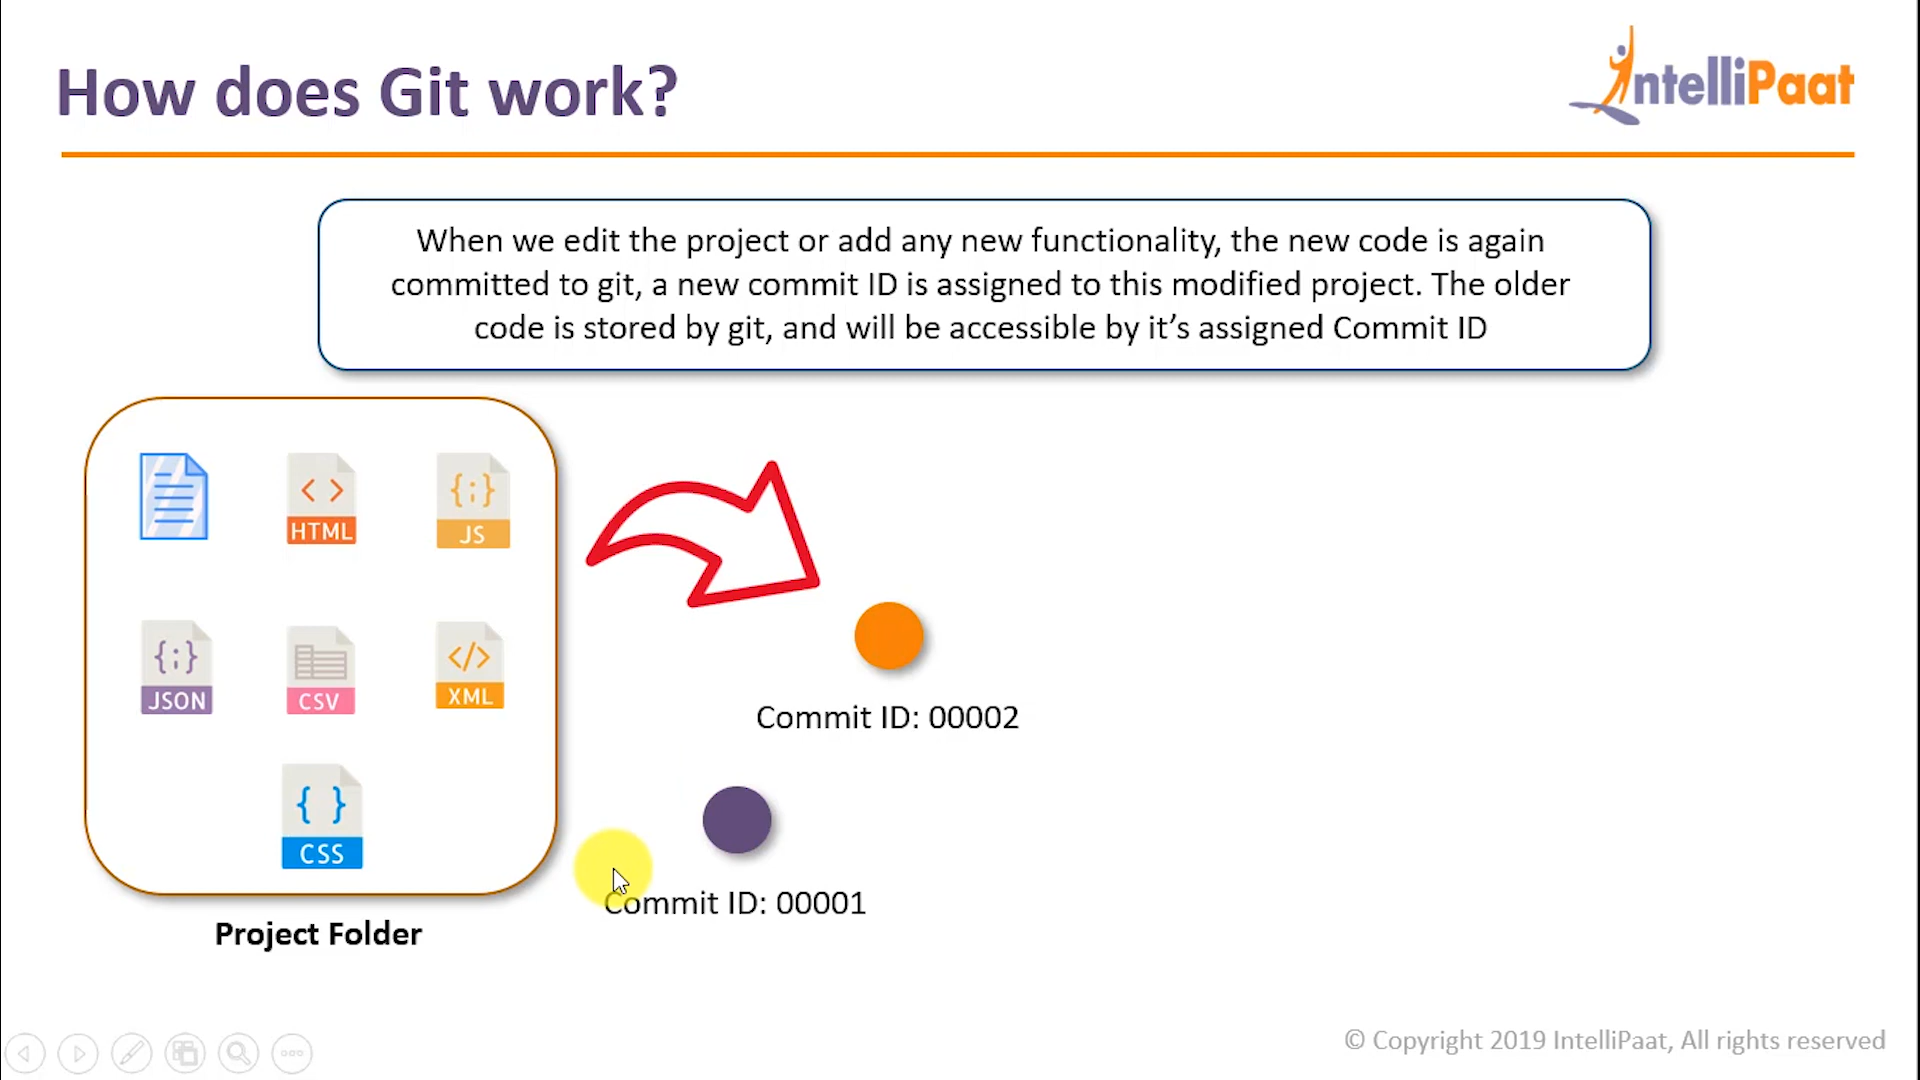 How does Git work?
IntelliPaat
When we edit the project or add any new functionality, the new code is again
committed to git, a new commit ID is assigned to this modified project. The older
code is stored by git, and will be accessible by it’s assigned Commit ID
HTML
JS
JSON
CSV
XML
CSS
Project Folder
Commit ID: 00002
Commit ID: 00001
© Copyright 2019 IntelliPaat, All rights reserved